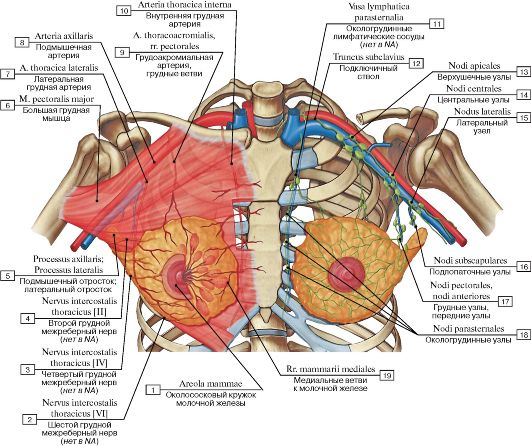 10
Arteria thoracica interna
Внутренняя грудная
артерия
8
Arteria axillaris
Подмышечная
артерия
9
A. thoracoacromialis,
rr. pectorales
Грудоакромиальная
артерия,
грудные ветви
7
A. thoracica lateralis
Латеральная
грудная артерия
6
M. pectoralis major
Большая грудная
мышца
Processus axillaris;
Processus lateralis
5
Подмышечный отросток;
латеральный отросток
Nervus intercostalis
thoracicus [II]
4
Второй грудной
межреберный нерв
(нет в NA)
Nervus intercostalis
thoracicus [IV]
3
Четвертый грудной
межреберный нерв
(нет в NA)
Nervus intercostalis
thoracicus [VI]
2
Шестой грудной
межреберный нерв
(нет в NA)
1
Areola mammae
Околососковый кружок
молочной железы
Rr. mammarii mediales
19
Медиальные ветви
к молочной железе
Vasa lymphatica
parasternalia
11
Окологрудинные
лимфатические сосуды
(нет в NA)
Truncus subclavius
12
Подключичный
ствол
Nodi apicales
13
Верхушечные узлы
Nodi centrales
14
Центральные узлы
Nodus lateralis
15
Латеральный
узел
Nodi subscapulares
16
Подлопаточные узлы
Nodi pectorales,
nodi anteriores
17
Грудные узлы,
передние узлы
Nodi parasternales
18
Окологрудинные узлы